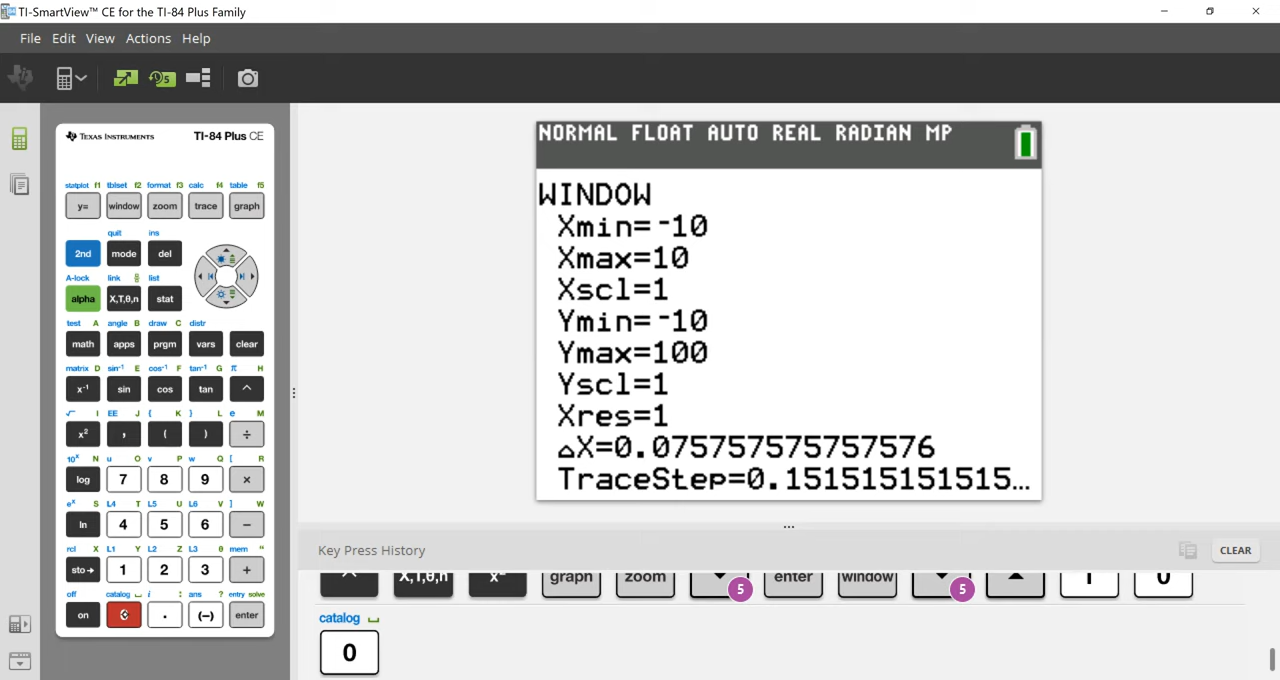 TI-SmartView™ CE for the TI-84 Plus Family
File Edit View Actions Help
TEXAS INSTRUMENTS TI-84 Plus CE
statplot f1 tblset f2 format f3 calc f4 table f5
y= window zoom trace graph
quit ins
2nd mode del
A-lock link list
alpha X,T,θ,n stat
test A angle B draw C distr
math apps prgm vars clear
matrix D sin⁻¹ E cos⁻¹ F tan⁻¹ G π H
x⁻¹ sin cos tan ^
√ I EE J { K } L e M
x² , ( ) ÷
10ˣ N u O v P w Q [ R
log 7 8 9 ×
eˣ S L4 T L5 U L6 V ] W
ln 4 5 6 −
rcl X L1 Y L2 Z L3 θ mem "
sto→ 1 2 3 +
off catalog ⎵ i : ans ? entry solve
on 0 . (−) enter
NORMAL FLOAT AUTO REAL RADIAN MP
WINDOW
Xmin=-10
Xmax=10
Xscl=1
Ymin=-10
Ymax=100
Yscl=1
Xres=1
△X=0.075757575757576
TraceStep=0.151515151515...
Key Press History CLEAR
^ X,T,θ,n graph zoom 5 enter window 5 1 0
catalog ⎵
0